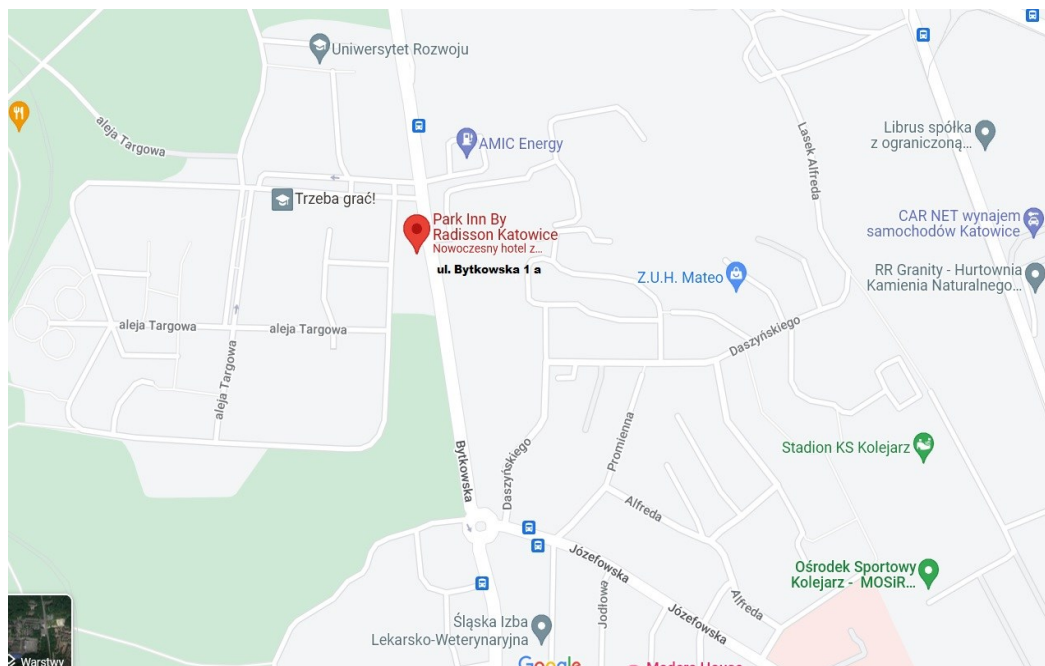 Uniwersytet Rozwoju
aleja Targowa
AMIC Energy
Lasek Alfreda
Librus spółka
z ograniczoną...
Trzeba grać!
Park Inn By
Radisson Katowice
Nowoczesny hotel z...
ul. Bytkowska 1 a
CAR NET wynajem
samochodów Katowice
Z.U.H. Mateo
RR Granity - Hurtownia
Kamienia Naturalnego...
aleja Targowa
aleja Targowa
Daszyńskiego
aleja Targowa
Bytkowska
Daszyńskiego
Promienna
Stadion KS Kolejarz
Alfreda
Józefowska
Ośrodek Sportowy
Kolejarz - MOSiR...
Jodłowa
Alfreda
Józefowska
Śląska Izba
Lekarsko-Weterynaryjna
Warstwy
Google